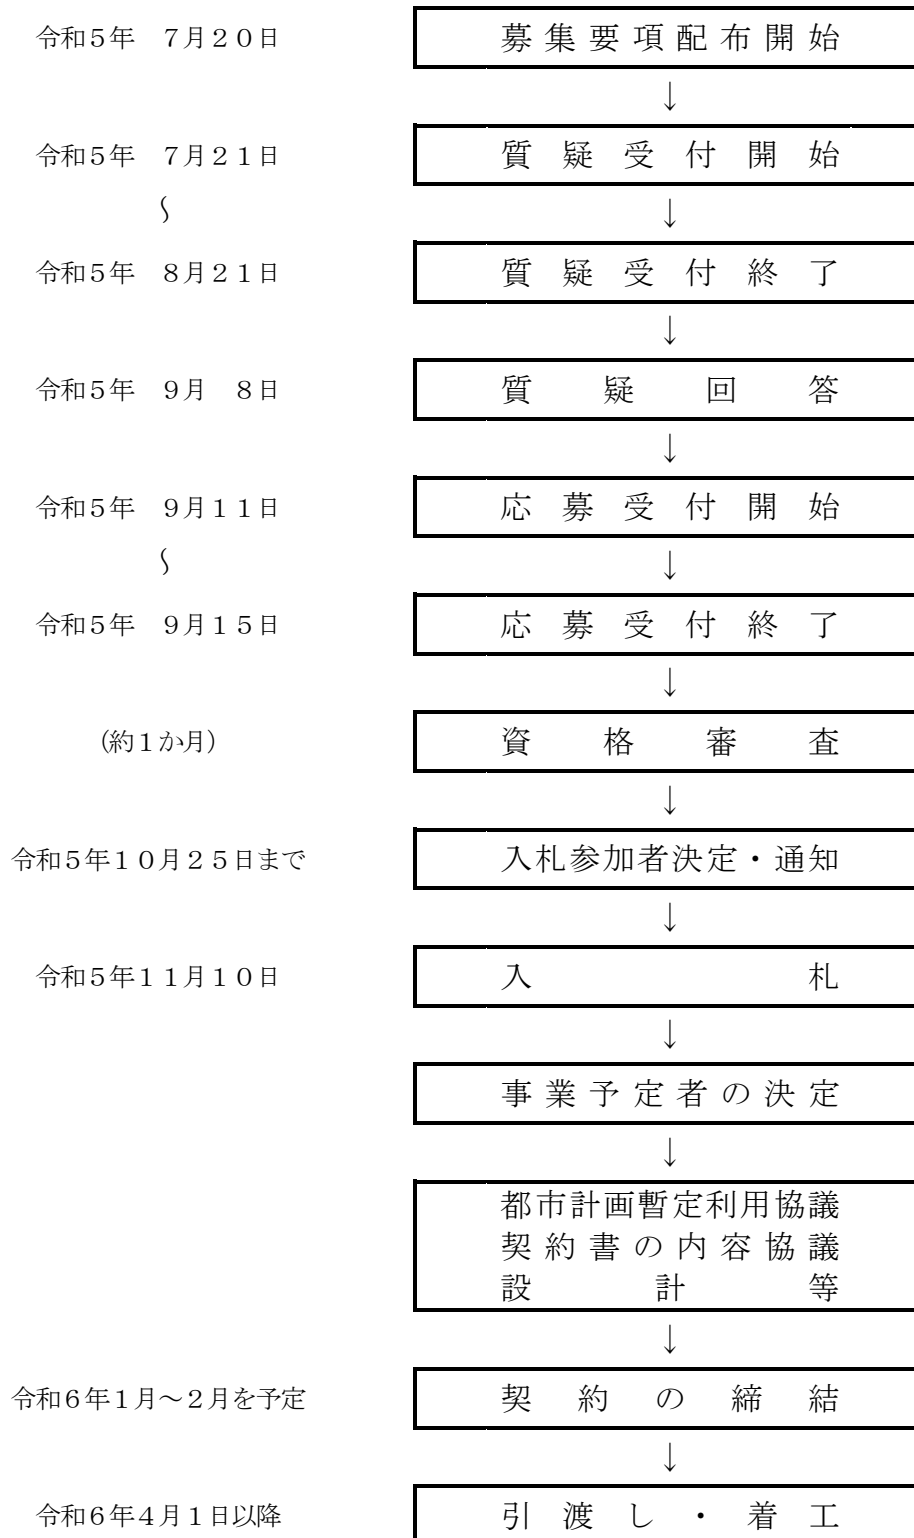 令和５年　７月２０日　募集要項配布開始
↓
令和５年　７月２１日　質疑受付開始
～　↓
令和５年　８月２１日　質疑受付終了
↓
令和５年　９月　８日　質疑回答
↓
令和５年　９月１１日　応募受付開始
～　↓
令和５年　９月１５日　応募受付終了
↓
（約１か月）　資格審査
↓
令和５年１０月２５日まで　入札参加者決定・通知
↓
令和５年１１月１０日　入札
↓
事業予定者の決定
↓
都市計画暫定利用協議
契約書の内容協議
設計等
↓
令和６年１月～２月を予定　契約の締結
↓
令和６年４月１日以降　引渡し・着工